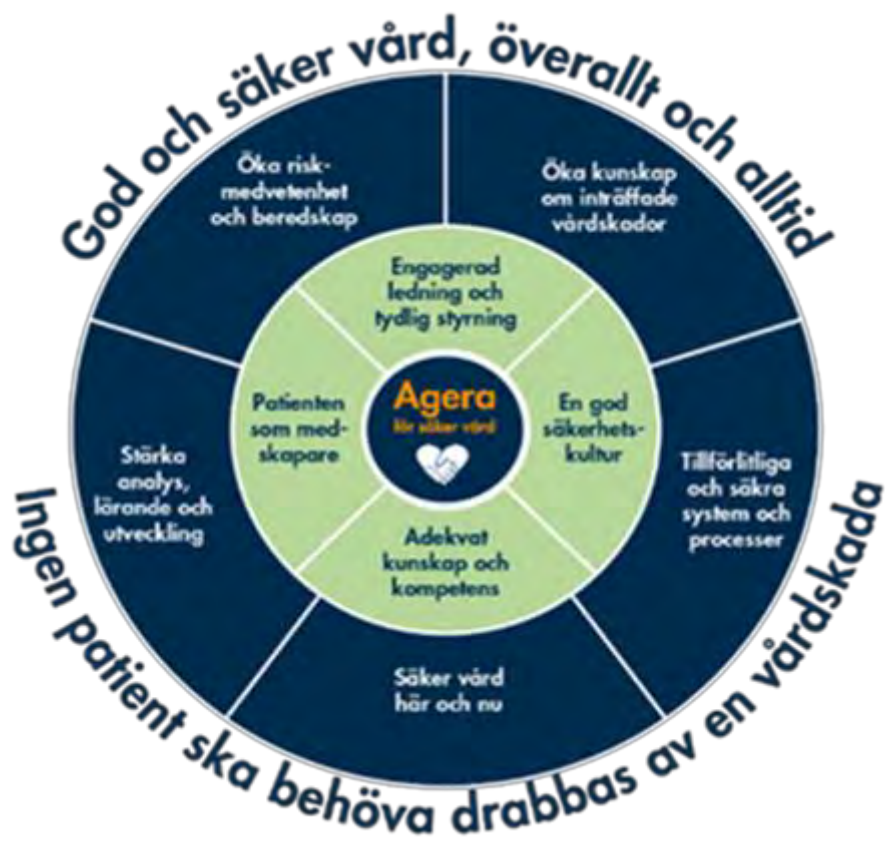 God och säker vård, överallt och alltid
Öka risk-
medvetenhet
och beredskap
Öka kunskap
om inträffade
vårdskador
Engagerad
ledning och
tydlig styrning
Patienten
som med-
skapare
Agera
för säker vård
En god
säkerhets-
kultur
Stärka
analys,
lärande och
utveckling
Tillförlitliga
och säkra
system och
processer
Adekvat
kunskap och
kompetens
Säker vård
här och nu
Ingen patient ska behöva drabbas av en vårdskada